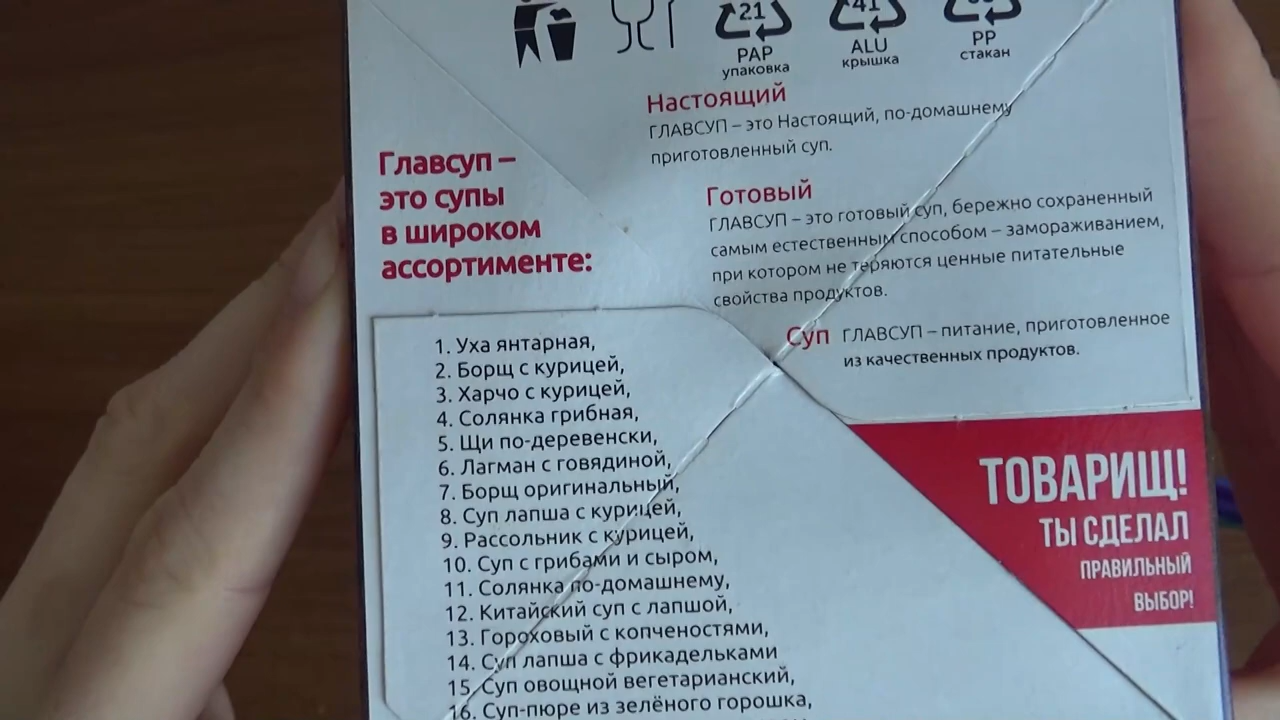 21
PAP
упаковка
41
ALU
крышка
PP
стакан
Настоящий
ГЛАВСУП – это Настоящий, по-домашнему
приготовленный суп.
Главсуп –
это супы
в широком
ассортименте:
Готовый
ГЛАВСУП – это готовый суп, бережно сохраненный
самым естественным способом – замораживанием,
при котором не теряются ценные питательные
свойства продуктов.
Суп ГЛАВСУП – питание, приготовленное
из качественных продуктов.
1. Уха янтарная,
2. Борщ с курицей,
3. Харчо с курицей,
4. Солянка грибная,
5. Щи по-деревенски,
6. Лагман с говядиной,
7. Борщ оригинальный,
8. Суп лапша с курицей,
9. Рассольник с курицей,
10. Суп с грибами и сыром,
11. Солянка по-домашнему,
12. Китайский суп с лапшой,
13. Гороховый с копченостями,
14. Суп лапша с фрикадельками
15. Суп овощной вегетарианский,
16. Суп-пюре из зелёного горошка,
ТОВАРИЩ!
ТЫ СДЕЛАЛ
ПРАВИЛЬНЫЙ
ВЫБОР!